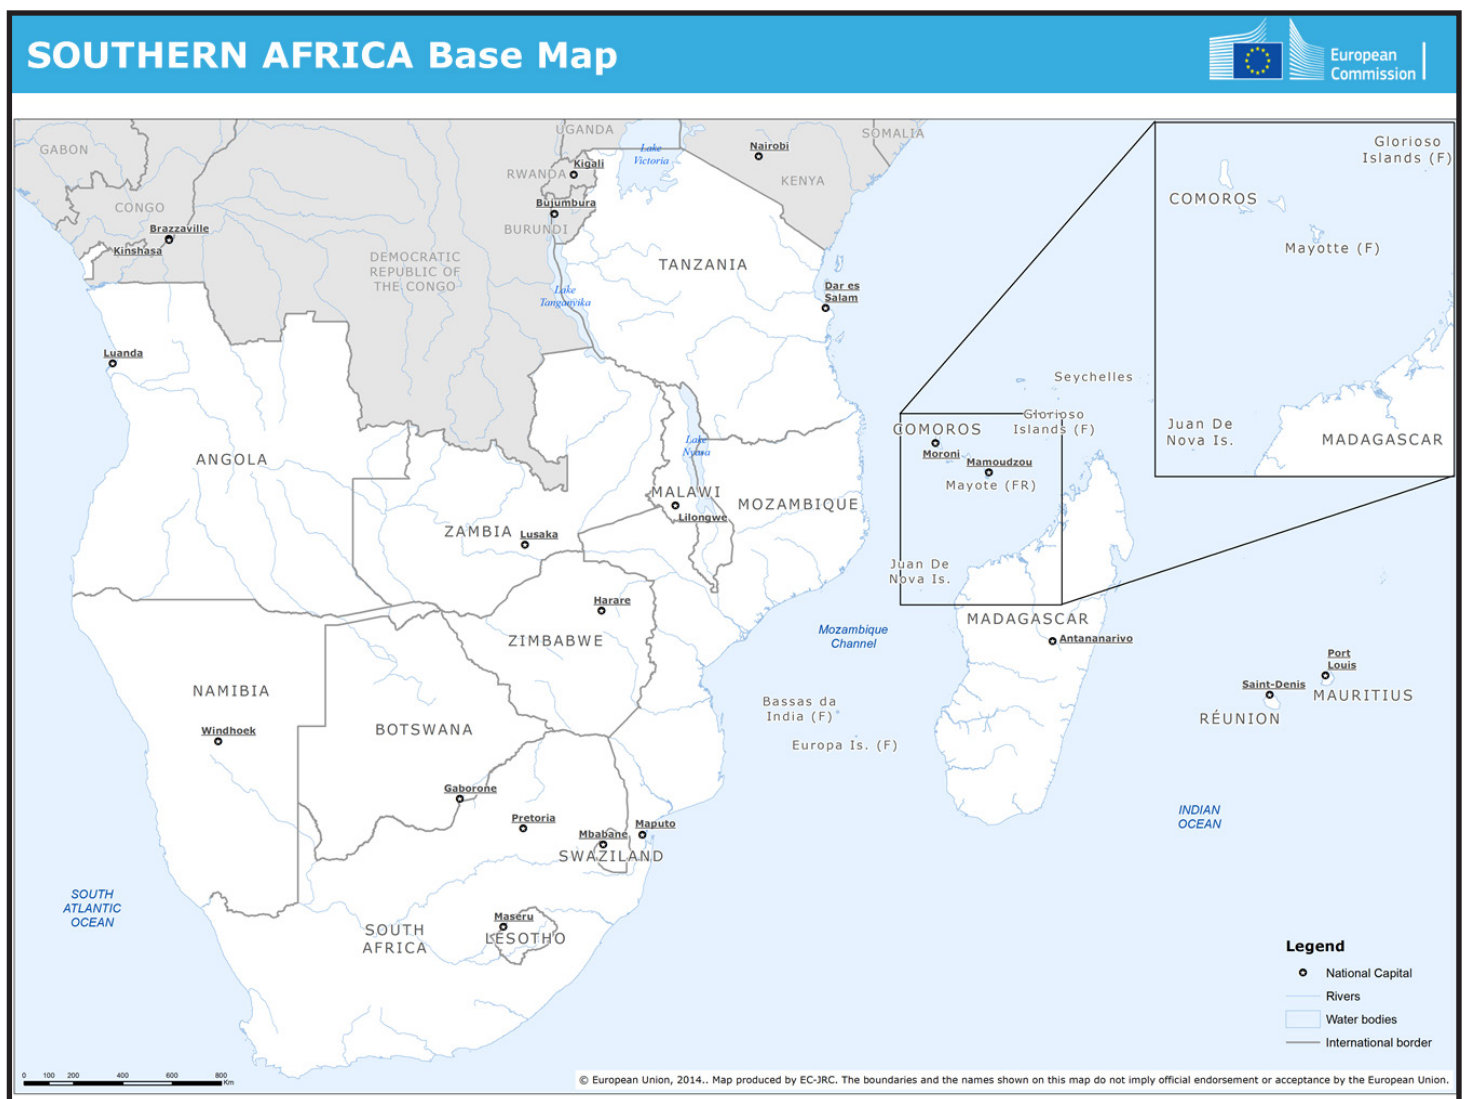 SOUTHERN AFRICA Base Map
European
Commission
GABON
UGANDA
SOMALIA
Lake
Victoria
Nairobi
Kigali
RWANDA
KENYA
CONGO
Bujumbura
BURUNDI
Brazzaville
Kinshasa
DEMOCRATIC
REPUBLIC OF
THE CONGO
TANZANIA
Lake
Tanganyika
Dar es
Salam
Luanda
Glorioso
Islands (F)
COMOROS
Mayotte (F)
Juan De
Nova Is.
MADAGASCAR
Seychelles
Glorioso
Islands (F)
COMOROS
Moroni
Mamoudzou
Mayote (FR)
ANGOLA
Lake
Nyasa
MALAWI
Lilongwe
MOZAMBIQUE
ZAMBIA
Lusaka
Juan De
Nova Is.
Harare
ZIMBABWE
Mozambique
Channel
MADAGASCAR
Antananarivo
Port
Louis
MAURITIUS
Saint-Denis
RÉUNION
NAMIBIA
Windhoek
BOTSWANA
Bassas da
India (F)
Europa Is. (F)
Gaborone
Pretoria
Mbabane
Maputo
SWAZILAND
INDIAN
OCEAN
SOUTH
ATLANTIC
OCEAN
Maseru
LESOTHO
SOUTH
AFRICA
Legend
National Capital
Rivers
Water bodies
International border
0 100 200 400 600 800
Km
© European Union, 2014.. Map produced by EC-JRC. The boundaries and the names shown on this map do not imply official endorsement or acceptance by the European Union.